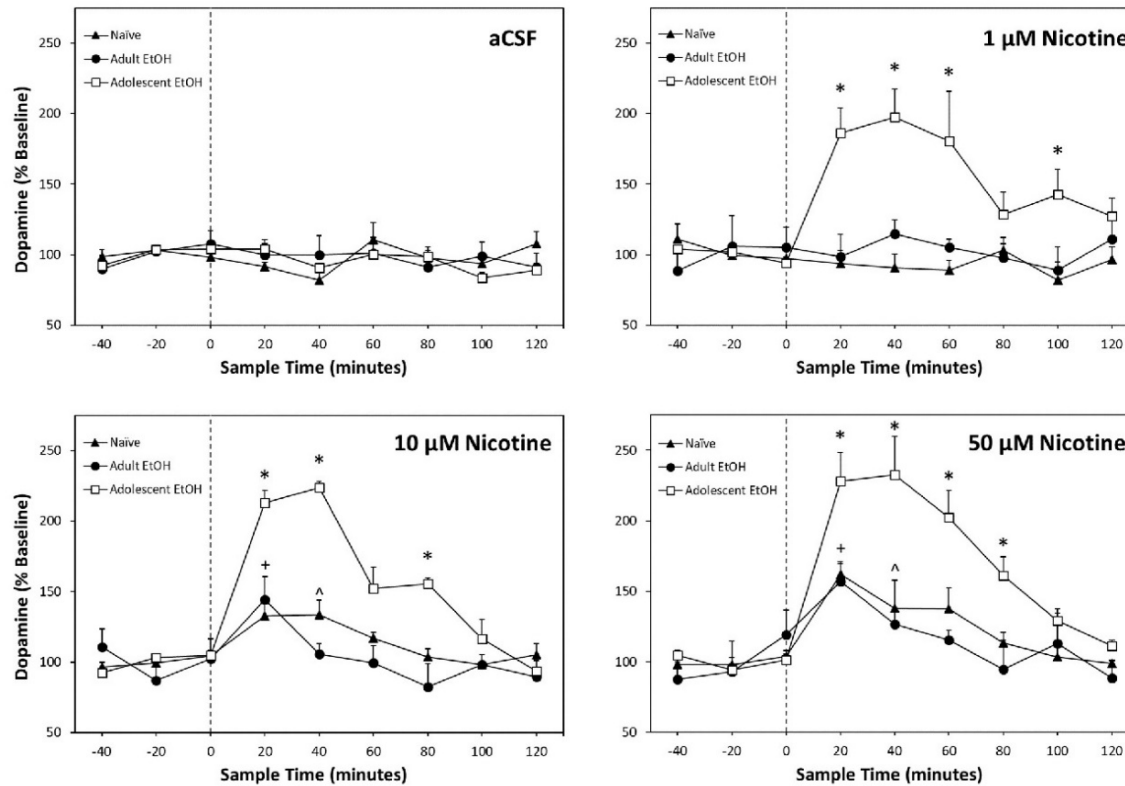 aCSF
Naïve
Adult EtOH
Adolescent EtOH
Dopamine (% Baseline)
250
200
150
100
50
-40 -20 0 20 40 60 80 100 120
Sample Time (minutes)
1 µM Nicotine
Naïve
Adult EtOH
Adolescent EtOH
* * * *
Dopamine (% Baseline)
250
200
150
100
50
-40 -20 0 20 40 60 80 100 120
Sample Time (minutes)
10 µM Nicotine
Naïve
Adult EtOH
Adolescent EtOH
* * *
+ ^
Dopamine (% Baseline)
250
200
150
100
50
-40 -20 0 20 40 60 80 100 120
Sample Time (minutes)
50 µM Nicotine
Naïve
Adult EtOH
Adolescent EtOH
* * * *
+ ^
Dopamine (% Baseline)
250
200
150
100
50
-40 -20 0 20 40 60 80 100 120
Sample Time (minutes)